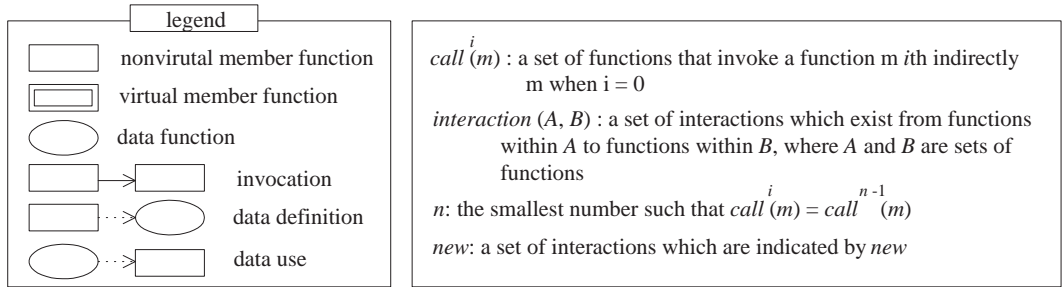 legend
nonvirutal member function
virtual member function
data function
invocation
data definition
data use
call^i(m) : a set of functions that invoke a function m ith indirectly
m when i = 0
interaction (A, B) : a set of interactions which exist from functions
within A to functions within B, where A and B are sets of
functions
n: the smallest number such that call^i(m) = call^n-1(m)
new: a set of interactions which are indicated by new